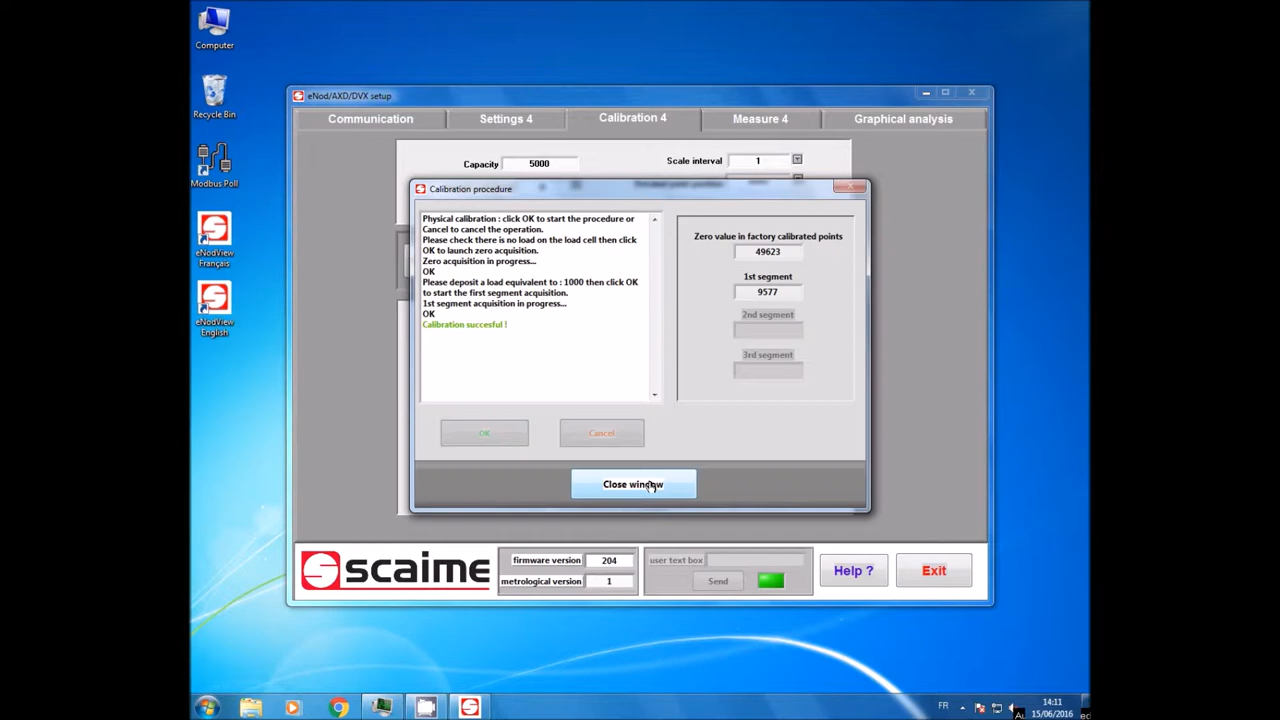 Computer
Recycle Bin
Modbus Poll
eNodView
Français
eNodView
English
eNod/AXD/DVX setup
Communication
Settings 4
Calibration 4
Measure 4
Graphical analysis
Capacity 5000
Scale interval 1
Calibration procedure
Physical calibration : click OK to start the procedure or
Cancel to cancel the operation.
Please check there is no load on the load cell then click
OK to launch zero acquisition.
Zero acquisition in progress...
OK
Please deposit a load equivalent to : 1000 then click OK
to start the first segment acquisition.
1st segment acquisition in progress...
OK
Calibration succesful !
Zero value in factory calibrated points
49623
1st segment
9577
2nd segment
3rd segment
OK
Cancel
Close window
scaime
firmware version 204
metrological version 1
user text box
Send
Help ?
Exit
FR
14:11
15/06/2016